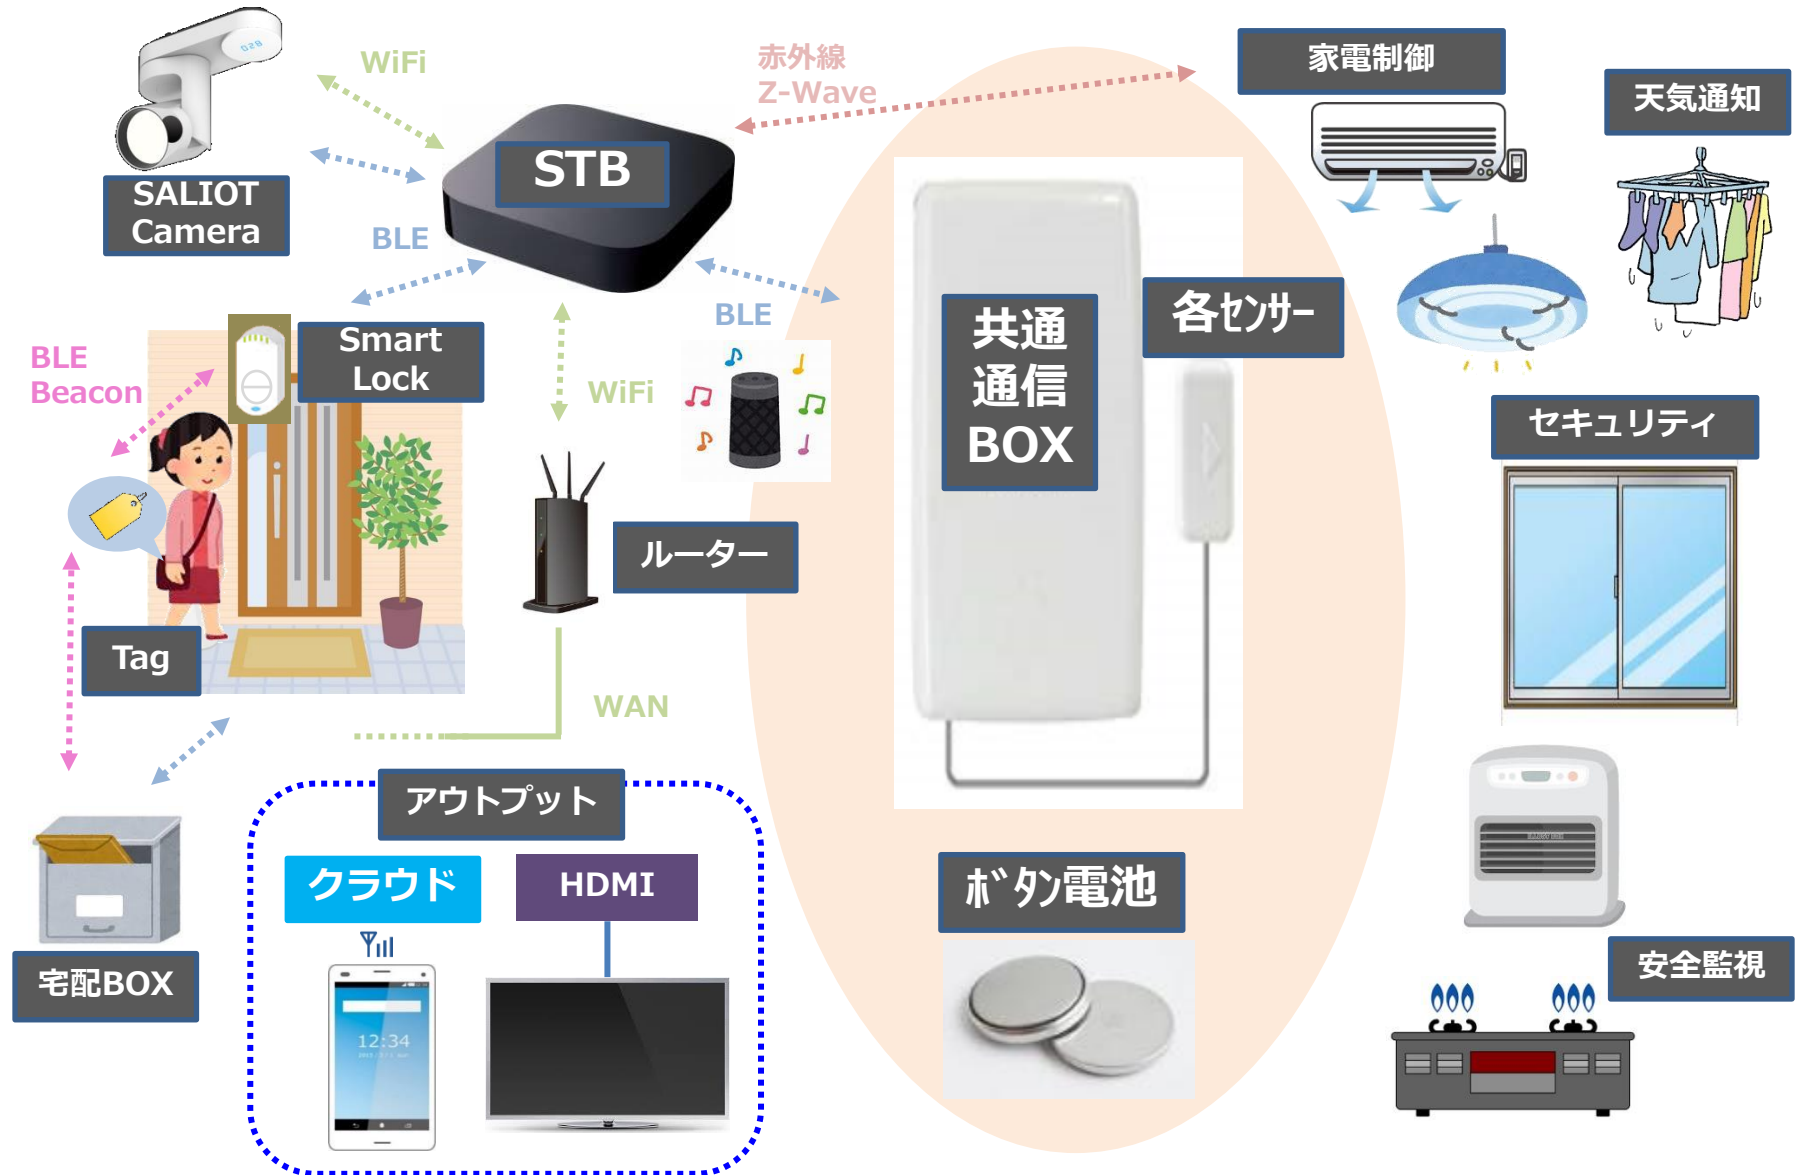 WiFi
赤外線
Z-Wave
家電制御
天気通知
STB
SALIOT
Camera
BLE
BLE
共通
通信
BOX
各ｾﾝｻｰ
Smart
Lock
BLE
Beacon
WiFi
セキュリティ
ルーター
Tag
WAN
アウトプット
クラウド
HDMI
ﾎﾞﾀﾝ電池
宅配BOX
安全監視
12:34